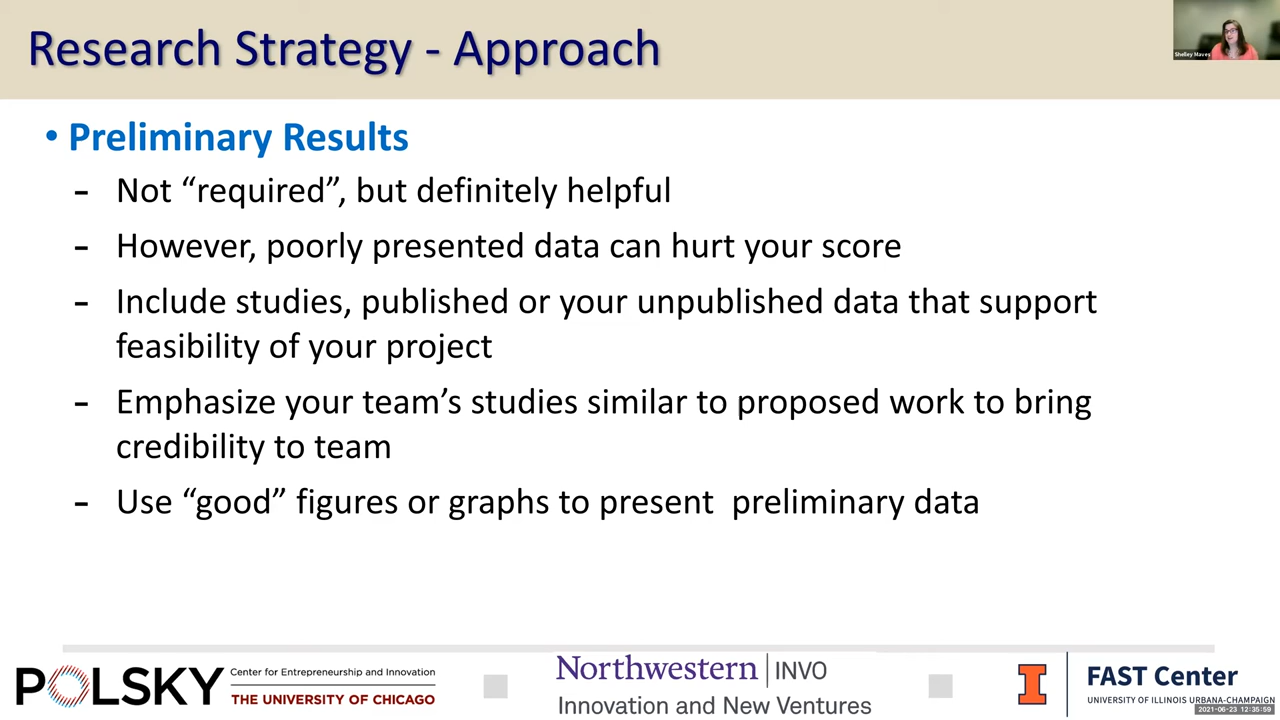 Research Strategy - Approach
Shelley Maves
• Preliminary Results
- Not “required”, but definitely helpful
- However, poorly presented data can hurt your score
- Include studies, published or your unpublished data that support
feasibility of your project
- Emphasize your team’s studies similar to proposed work to bring
credibility to team
- Use “good” figures or graphs to present  preliminary data
POLSKY
Center for Entrepreneurship and Innovation
THE UNIVERSITY OF CHICAGO
Northwestern | INVO
Innovation and New Ventures
I
FAST Center
UNIVERSITY OF ILLINOIS URBANA-CHAMPAIGN
2021-06-23 12:35:59